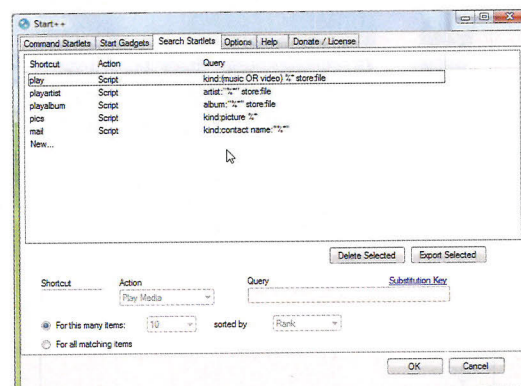 Start++
Command Startlets Start Gadgets Search Startlets Options Help Donate / License
Shortcut Action Query
play Script kind:(music OR video) %* store:file
playartist Script artist:"%*" store:file
playalbum Script album:"%*" store:file
pics Script kind:picture %*
mail Script kind:contact name:"%*"
New...
Delete Selected Export Selected
Shortcut Action Query Substitution Key
Play Media
For this many items: 10 sorted by Rank
For all matching items
OK Cancel